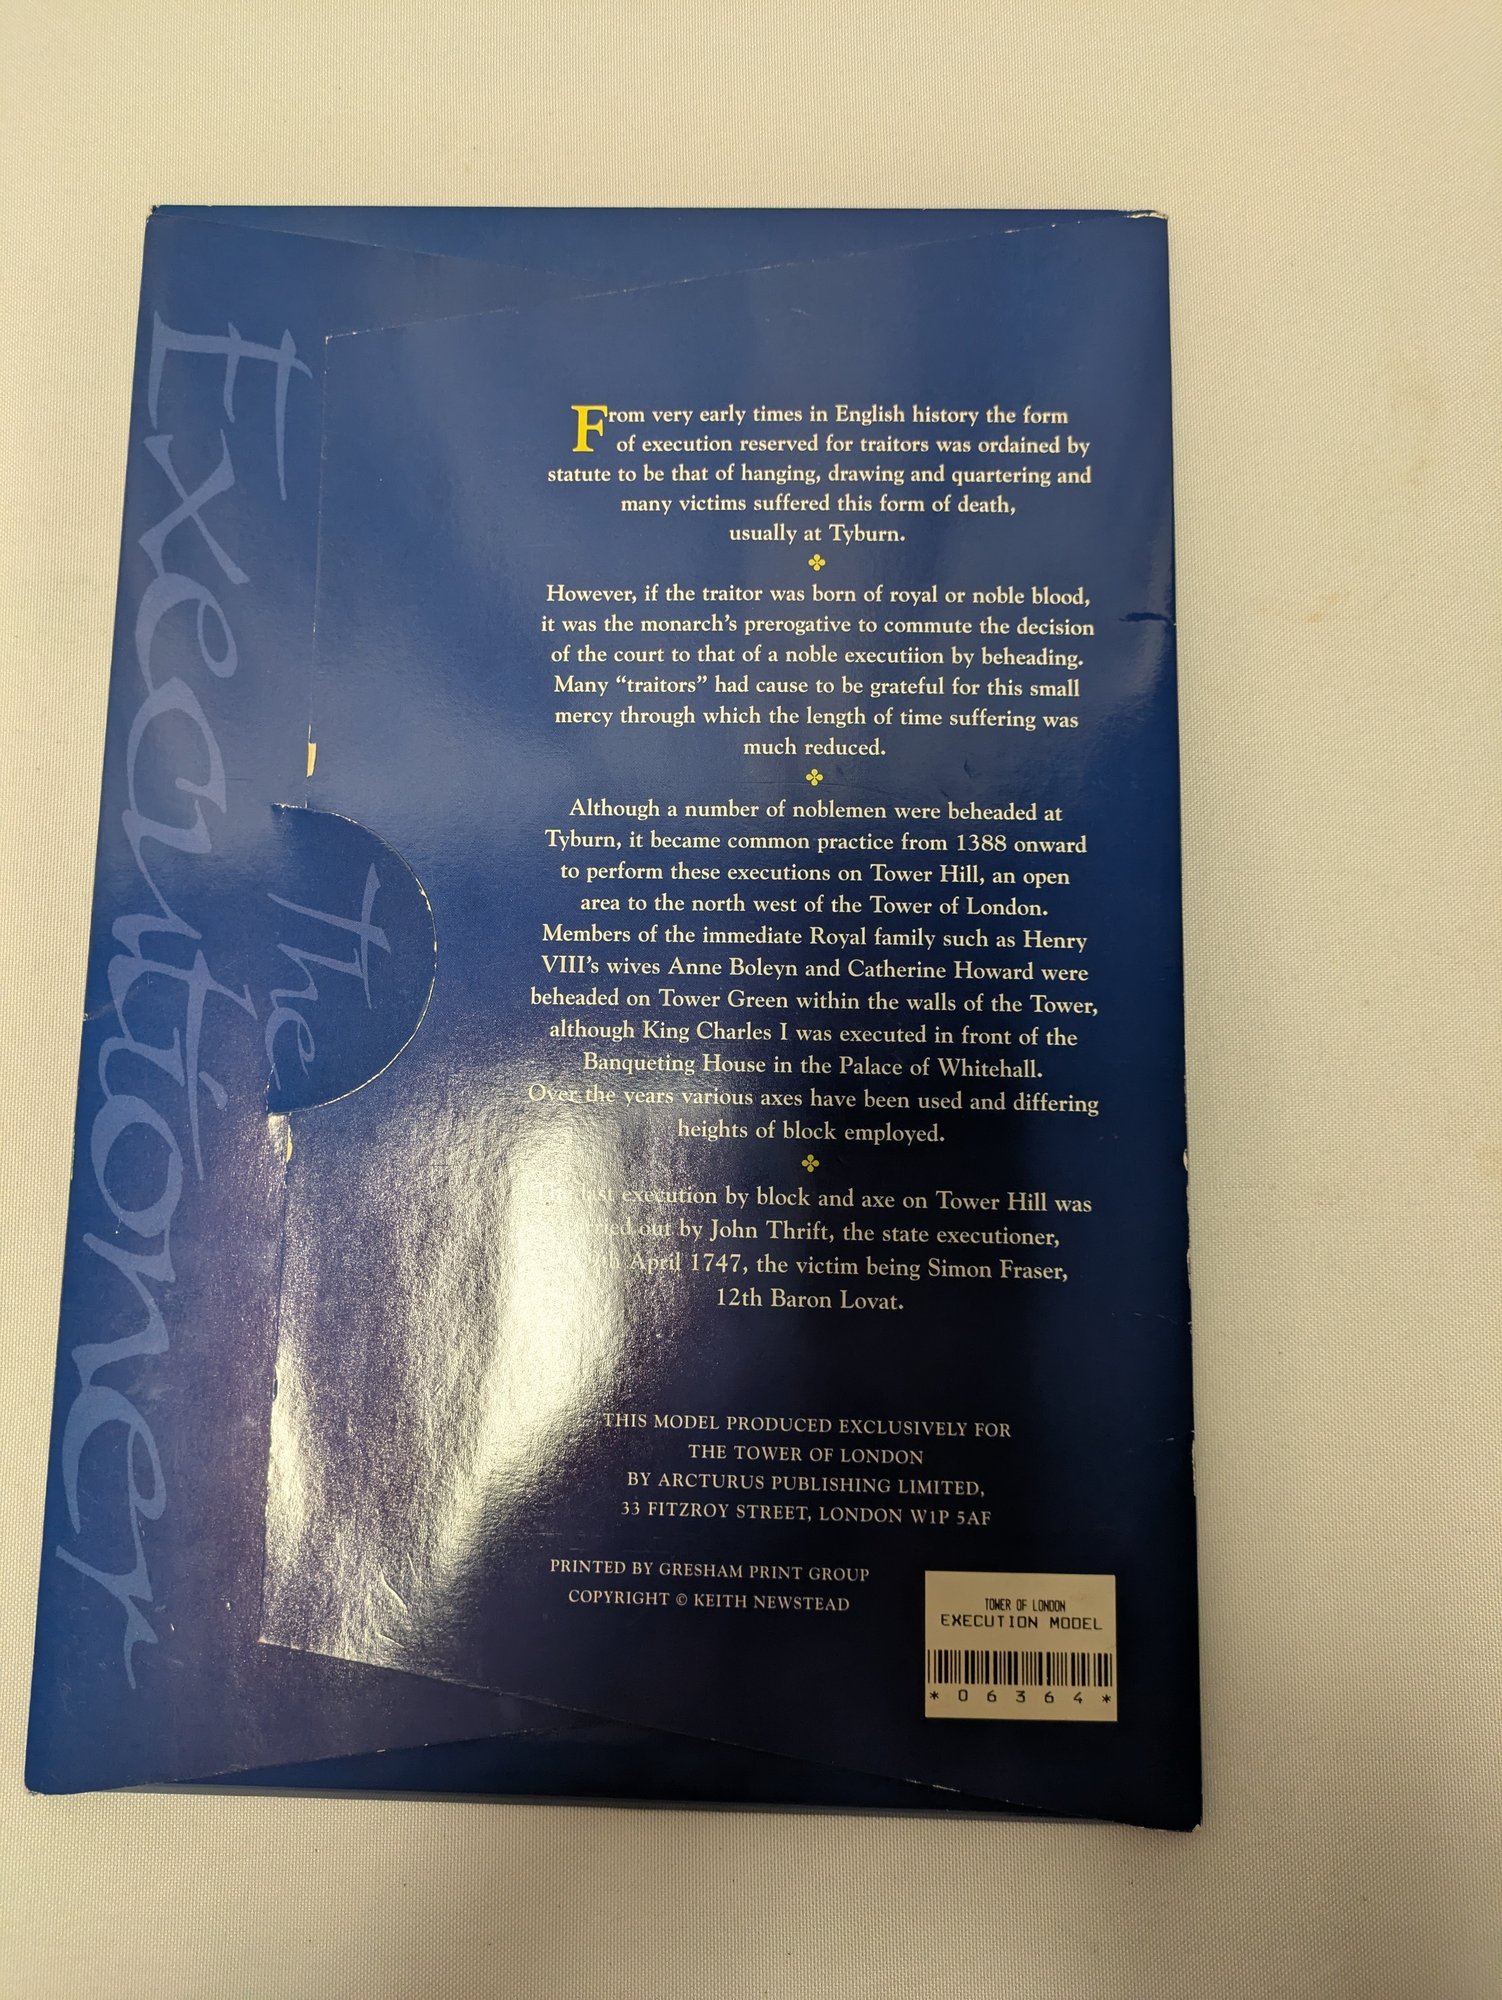 The
Executioner
From very early times in English history the form
of execution reserved for traitors was ordained by
statute to be that of hanging, drawing and quartering and
many victims suffered this form of death,
usually at Tyburn.
However, if the traitor was born of royal or noble blood,
it was the monarch's prerogative to commute the decision
of the court to that of a noble executiion by beheading.
Many “traitors” had cause to be grateful for this small
mercy through which the length of time suffering was
much reduced.
Although a number of noblemen were beheaded at
Tyburn, it became common practice from 1388 onward
to perform these executions on Tower Hill, an open
area to the north west of the Tower of London.
Members of the immediate Royal family such as Henry
VIII's wives Anne Boleyn and Catherine Howard were
beheaded on Tower Green within the walls of the Tower,
although King Charles I was executed in front of the
Banqueting House in the Palace of Whitehall.
Over the years various axes have been used and differing
heights of block employed.
last execution by block and axe on Tower Hill was
out by John Thrift, the state executioner,
April 1747, the victim being Simon Fraser,
12th Baron Lovat.
THIS MODEL PRODUCED EXCLUSIVELY FOR
THE TOWER OF LONDON
BY ARCTURUS PUBLISHING LIMITED,
33 FITZROY STREET, LONDON W1P 5AF
PRINTED BY GRESHAM PRINT GROUP
COPYRIGHT © KEITH NEWSTEAD
TOWER OF LONDON
EXECUTION MODEL
* 0 6 3 6 4 *